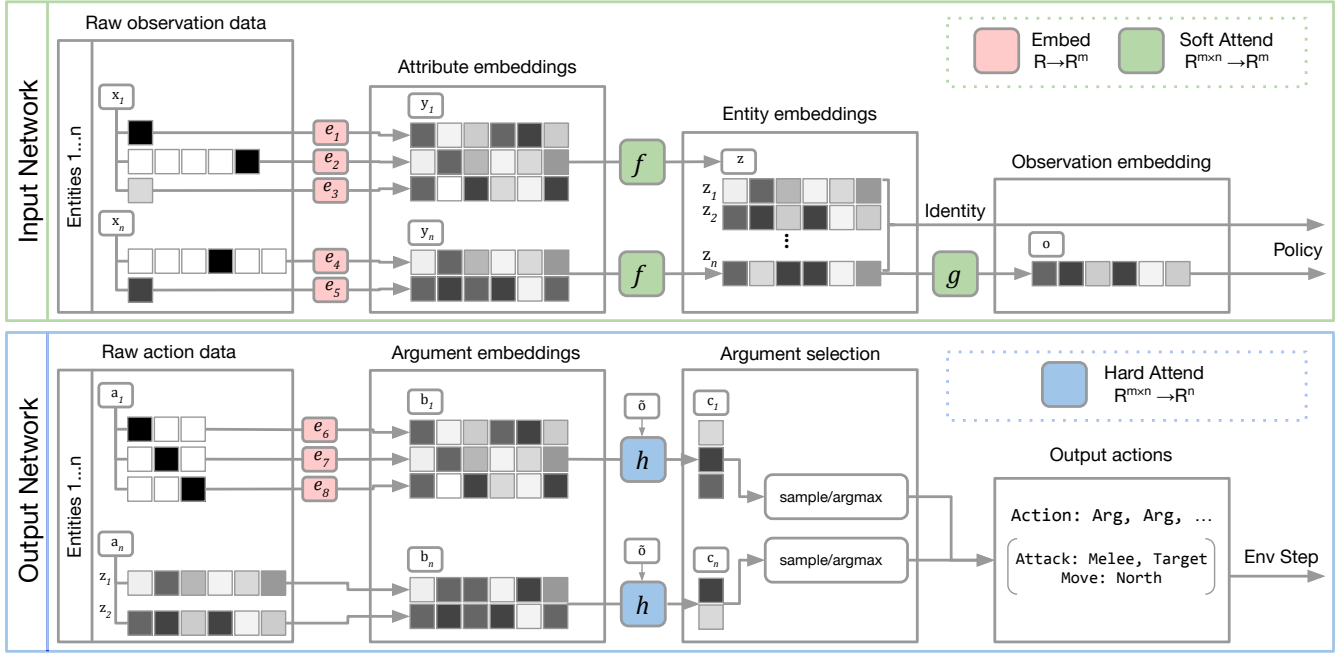 Input Network
Raw observation data
Entities 1...n
x1
xn
e1
e2
e3
e4
e5
Attribute embeddings
y1
yn
f
f
Entity embeddings
z
z1
z2
⋮
zn
Identity
g
Observation embedding
o
Policy
Embed
R→R^m
Soft Attend
R^m×n →R^m
Output Network
Raw action data
Entities 1...n
a1
an
z1
z2
e6
e7
e8
Argument embeddings
b1
bn
õ
h
õ
h
Argument selection
c1
cn
sample/argmax
sample/argmax
Hard Attend
R^m×n →R^n
Output actions
Action: Arg, Arg, …
Attack: Melee, Target
Move: North
Env Step